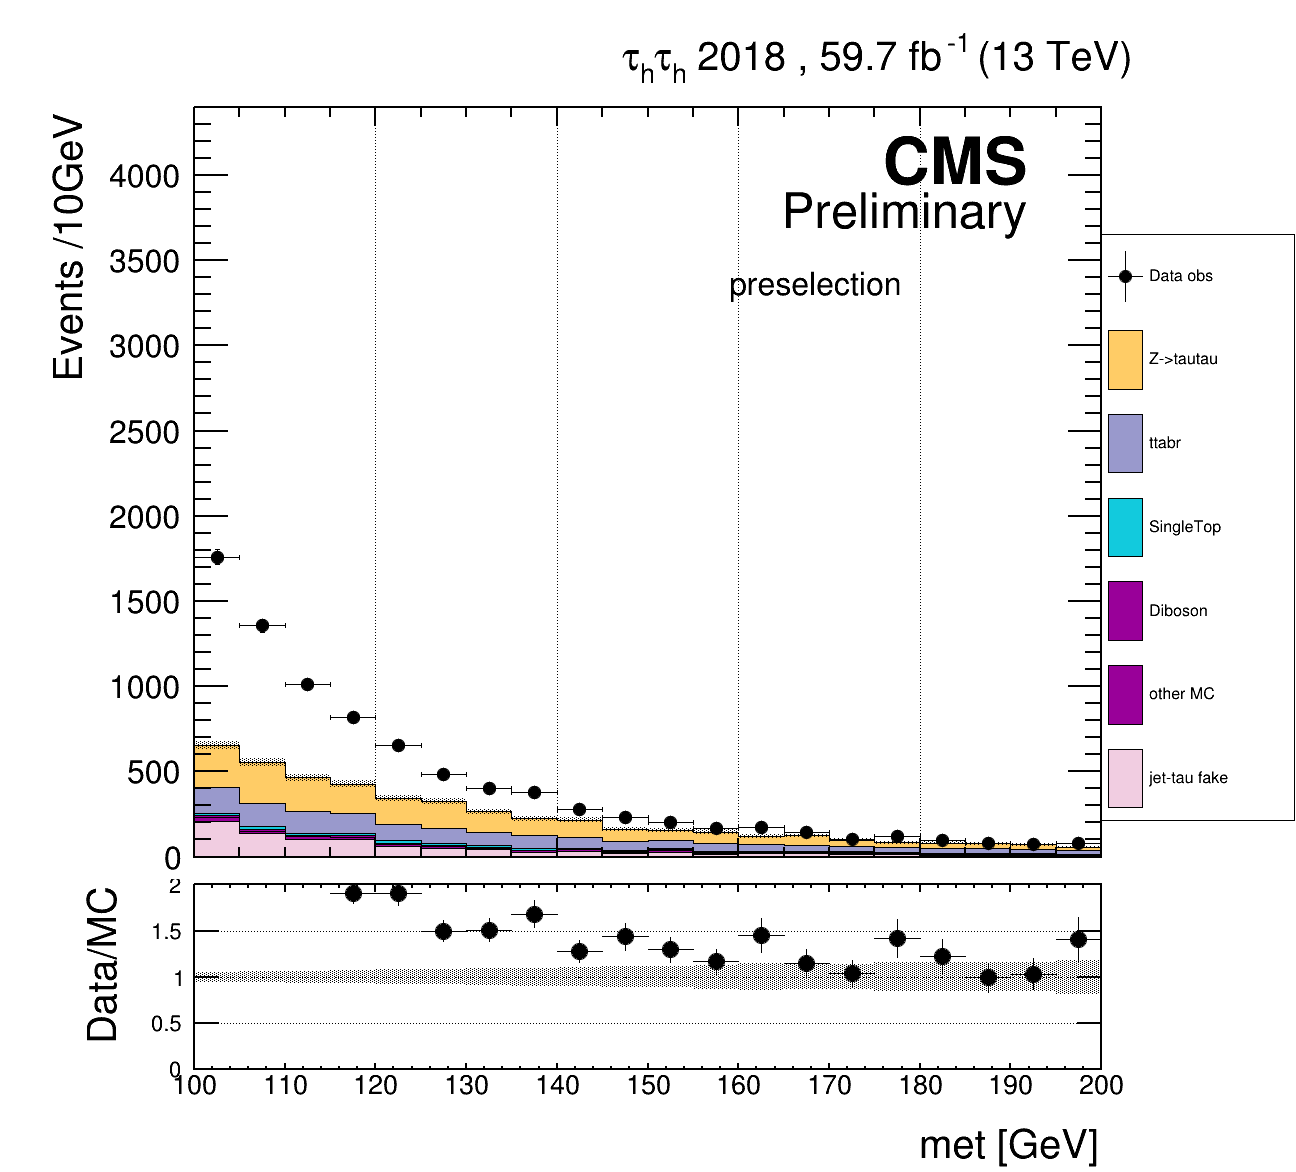 τhτh 2018 , 59.7 fb-1 (13 TeV)
Events /10GeV
4000
3500
3000
2500
2000
1500
1000
500
0
CMS
Preliminary
preselection
Data obs
Z->tautau
ttabr
SingleTop
Diboson
other MC
jet-tau fake
Data/MC
2
1.5
1
0.5
0
100 110 120 130 140 150 160 170 180 190 200
met [GeV]